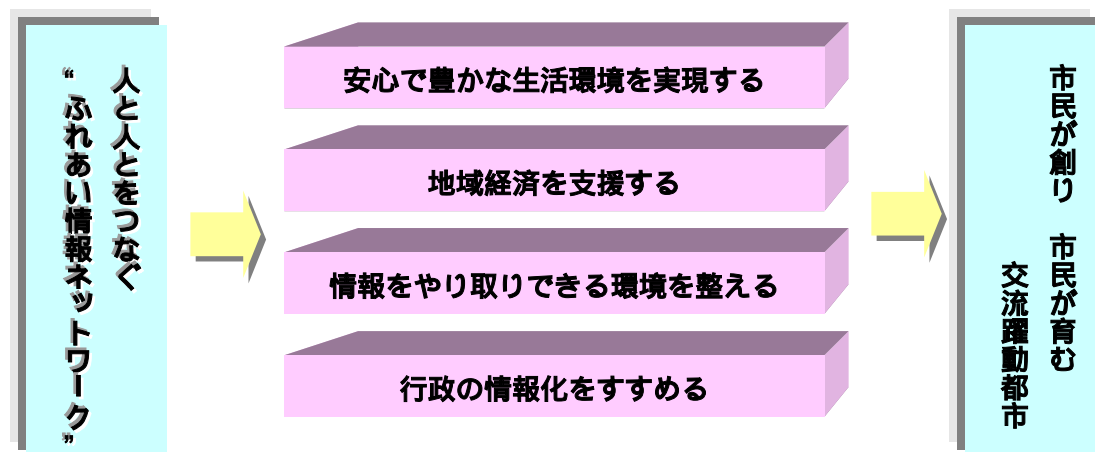 人と人とをつなぐ
“ふれあい情報ネットワーク”
安心で豊かな生活環境を実現する
地域経済を支援する
情報をやり取りできる環境を整える
行政の情報化をすすめる
市民が創り　市民が育む
交流躍動都市